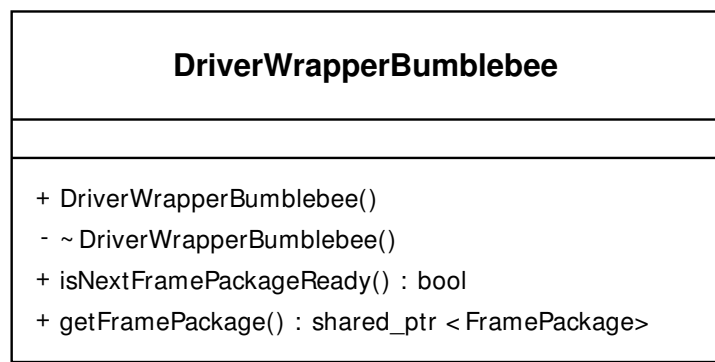 DriverWrapperBumblebee
+ DriverWrapperBumblebee()
- ~DriverWrapperBumblebee()
+ isNextFramePackageReady() : bool
+ getFramePackage() : shared_ptr <FramePackage>